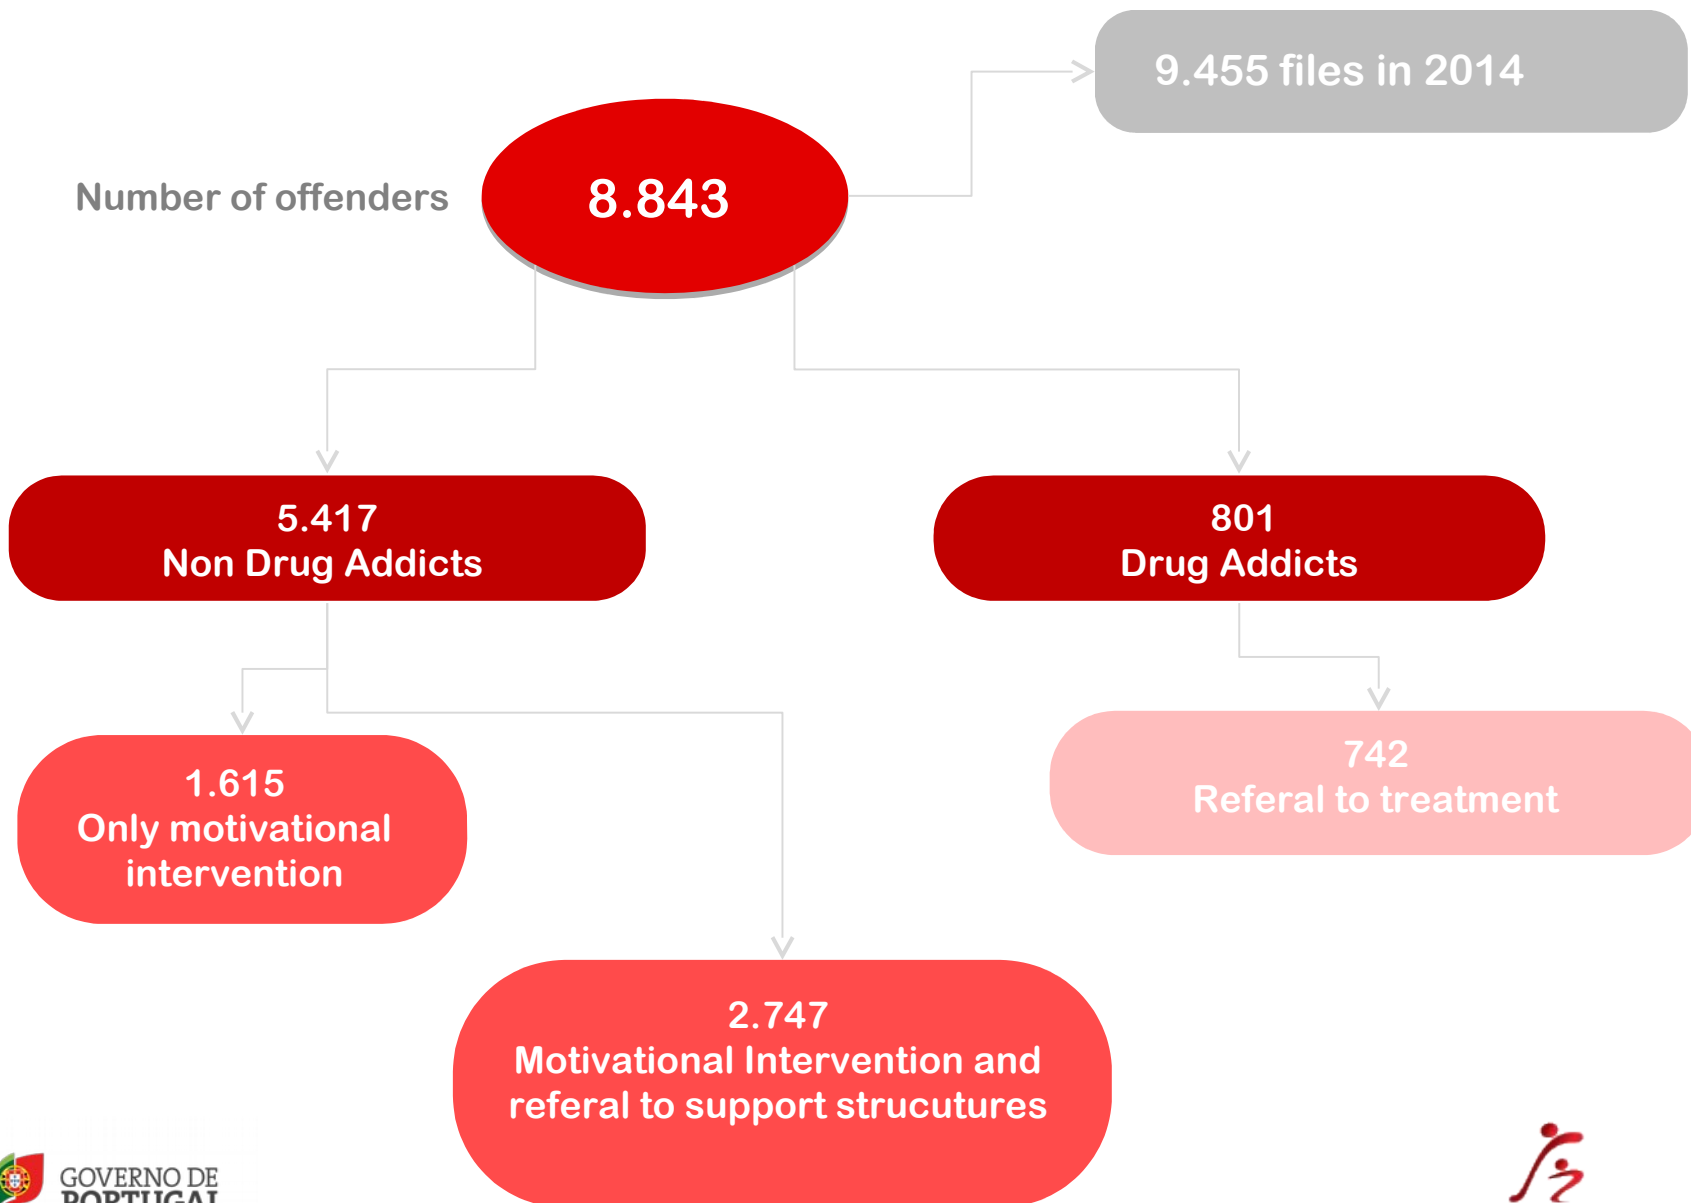 9.455 files in 2014
Number of offenders
8.843
5.417
Non Drug Addicts
801
Drug Addicts
1.615
Only motivational
intervention
742
Referal to treatment
2.747
Motivational Intervention and
referal to support strucutures
GOVERNO DE
PORTUGAL